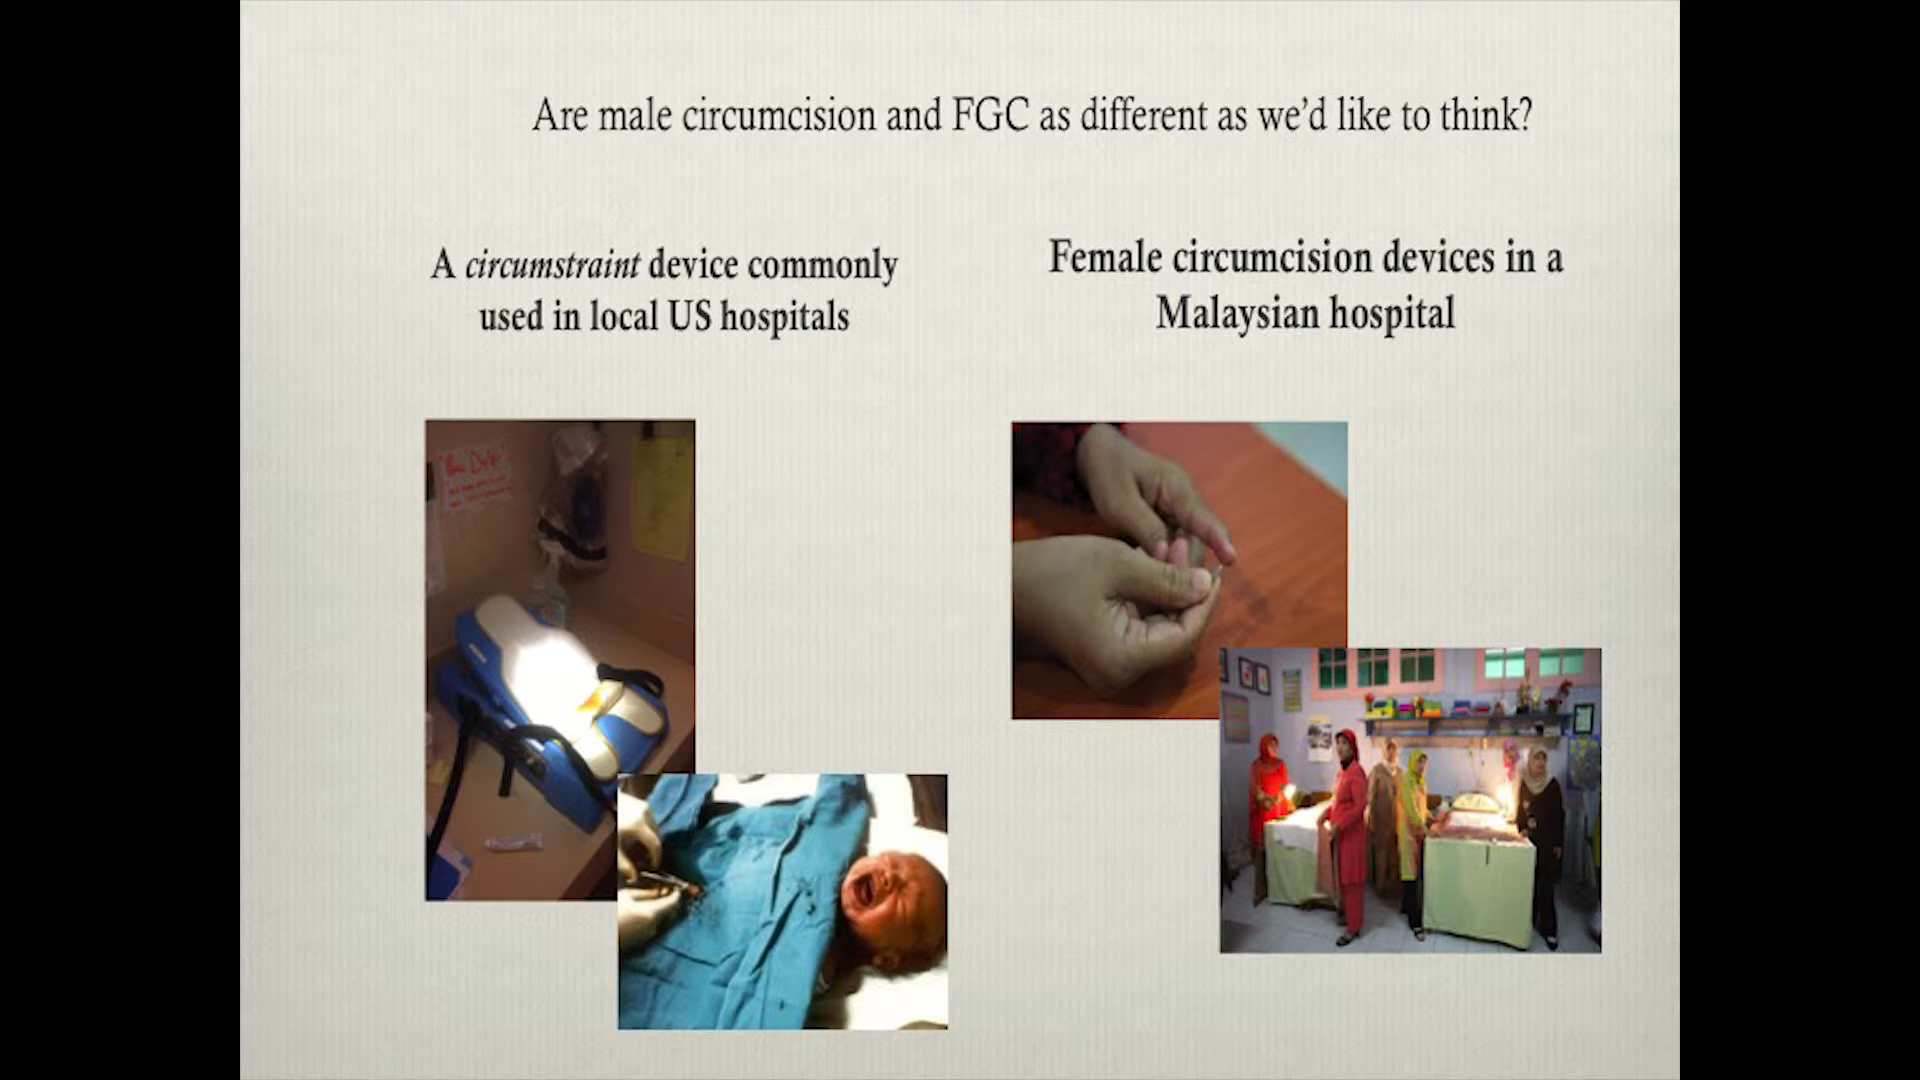 Are male circumcision and FGC as different as we'd like to think?
A circumstraint device commonly
used in local US hospitals
Female circumcision devices in a
Malaysian hospital